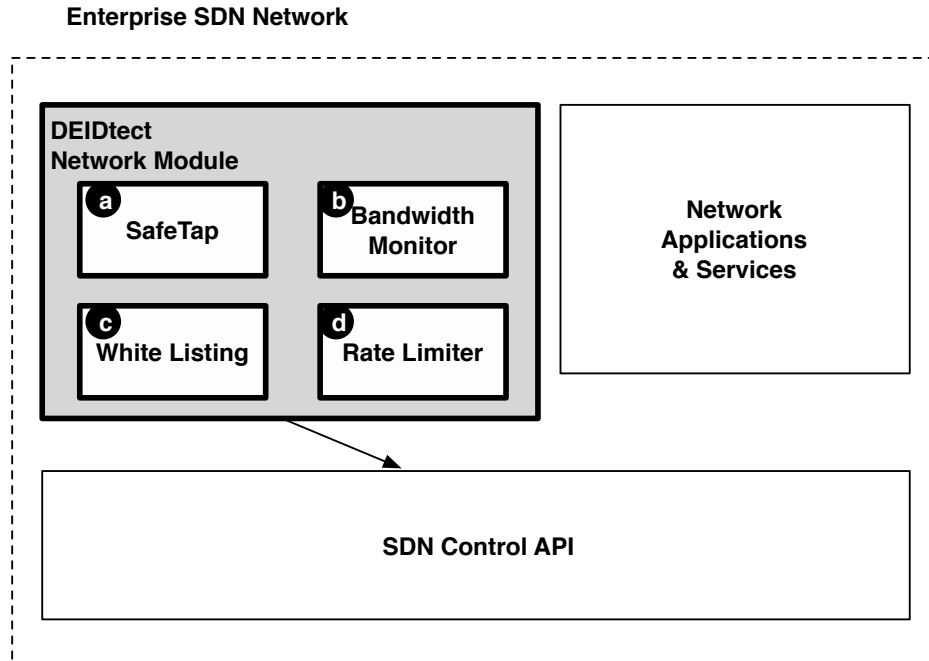 Enterprise SDN Network
DEIDtect
Network Module
a
SafeTap
b
Bandwidth
Monitor
c
White Listing
d
Rate Limiter
Network
Applications
& Services
SDN Control API